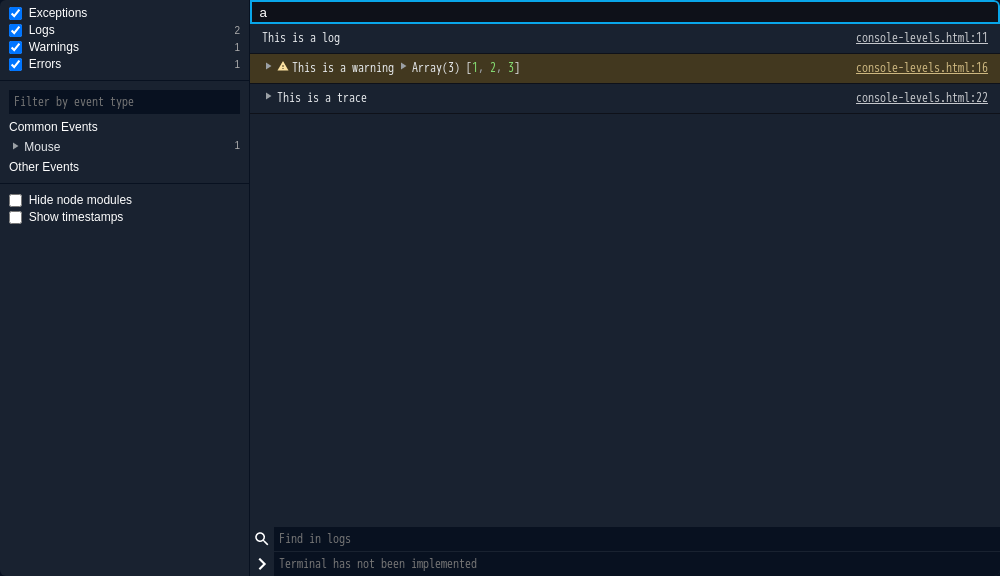 Exceptions
Logs 2
Warnings 1
Errors 1
Filter by event type
Common Events
Mouse 1
Other Events
Hide node modules
Show timestamps
a
This is a log console-levels.html:11
This is a warning Array(3) [1, 2, 3] console-levels.html:16
This is a trace console-levels.html:22
Find in logs
Terminal has not been implemented